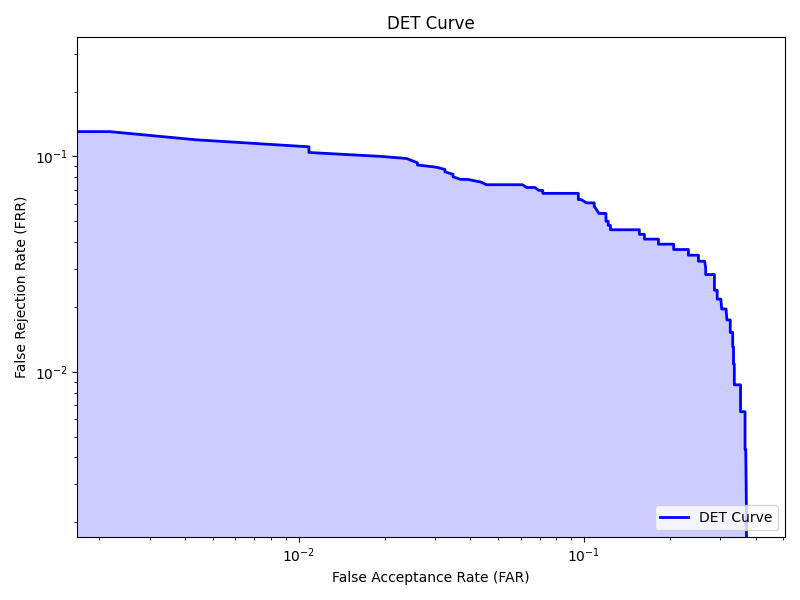 DET Curve
False Rejection Rate (FRR)
10⁻¹
10⁻²
10⁻²
10⁻¹
False Acceptance Rate (FAR)
DET Curve